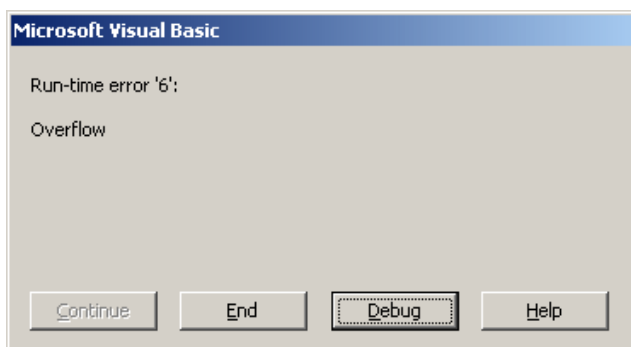 Microsoft Visual Basic
Run-time error '6':
Overflow
Continue End Debug Help